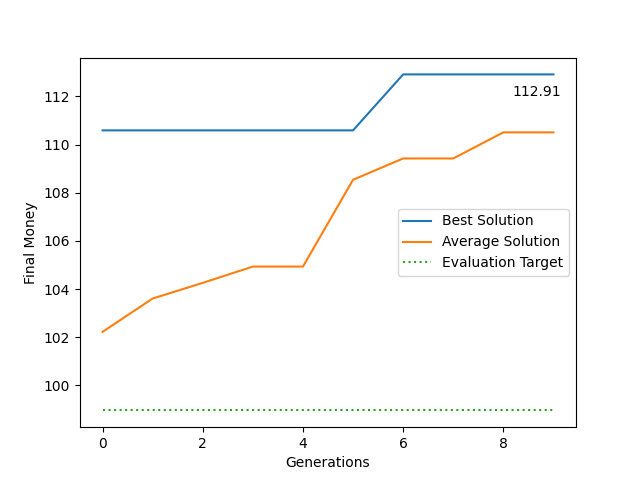 112
110
108
106
104
102
100
Final Money
112.91
Best Solution
Average Solution
Evaluation Target
0 2 4 6 8
Generations